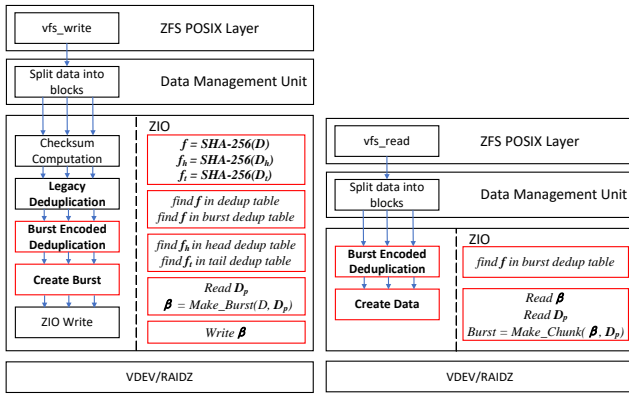 vfs_write
ZFS POSIX Layer
Split data into
blocks
Data Management Unit
ZIO
Checksum
Computation
f = SHA-256(D)
fh = SHA-256(Dh)
ft = SHA-256(Dt)
Legacy
Deduplication
find f in dedup table
find f in burst dedup table
Burst Encoded
Deduplication
find fh in head dedup table
find ft in tail dedup table
Create Burst
Read Dp
β = Make_Burst(D, Dp)
ZIO Write
Write β
VDEV/RAIDZ
vfs_read
ZFS POSIX Layer
Split data into
blocks
Data Management Unit
ZIO
Burst Encoded
Deduplication
find f in burst dedup table
Create Data
Read β
Read Dp
Burst = Make_Chunk( β, Dp)
VDEV/RAIDZ